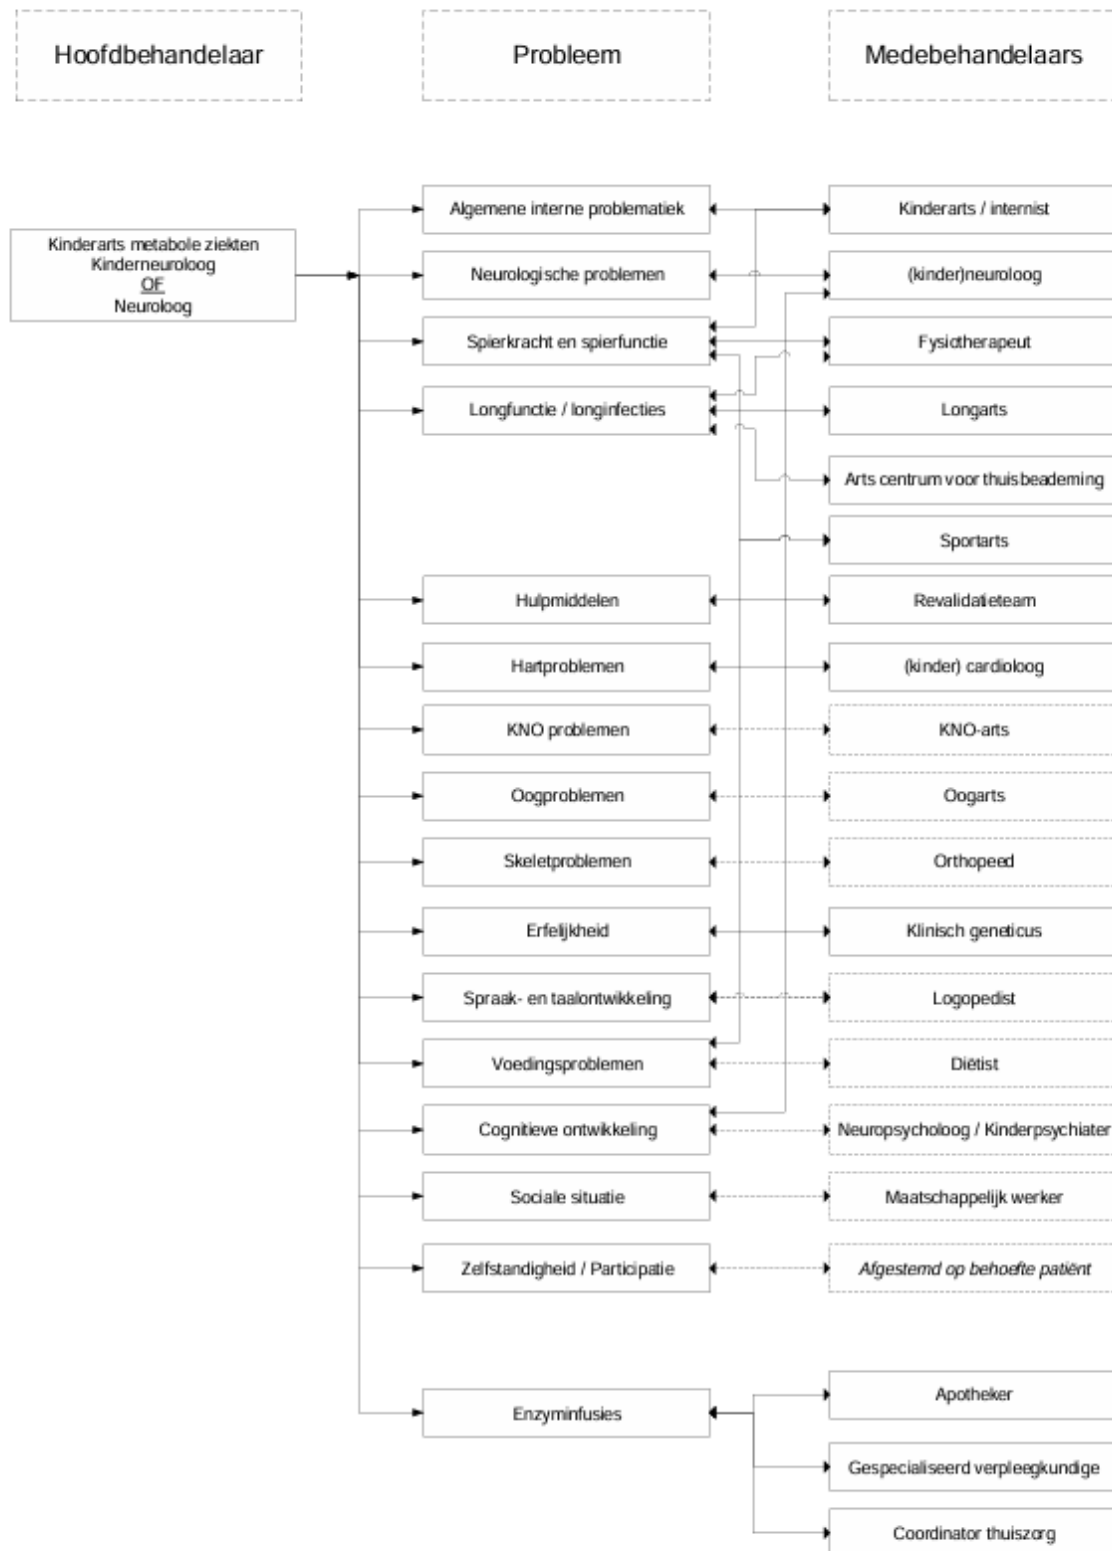 Hoofdbehandelaar
Probleem
Medebehandelaars
Kinderarts metabole ziekten
Kinderneuroloog
OF
Neuroloog
Algemene interne problematiek
Kinderarts / internist
Neurologische problemen
(kinder)neuroloog
Spierkracht en spierfunctie
Fysiotherapeut
Longfunctie / longinfecties
Longarts
Arts centrum voor thuisbeademing
Sportarts
Hulpmiddelen
Revalidatieteam
Hartproblemen
(kinder) cardioloog
KNO problemen
KNO-arts
Oogproblemen
Oogarts
Skeletproblemen
Orthopeed
Erfelijkheid
Klinisch geneticus
Spraak- en taalontwikkeling
Logopedist
Voedingsproblemen
Diëtist
Cognitieve ontwikkeling
Neuropsycholoog / Kinderpsychiater
Sociale situatie
Maatschappelijk werker
Zelfstandigheid / Participatie
Afgestemd op behoefte patiënt
Enzyminfusies
Apotheker
Gespecialiseerd verpleegkundige
Coordinator thuiszorg